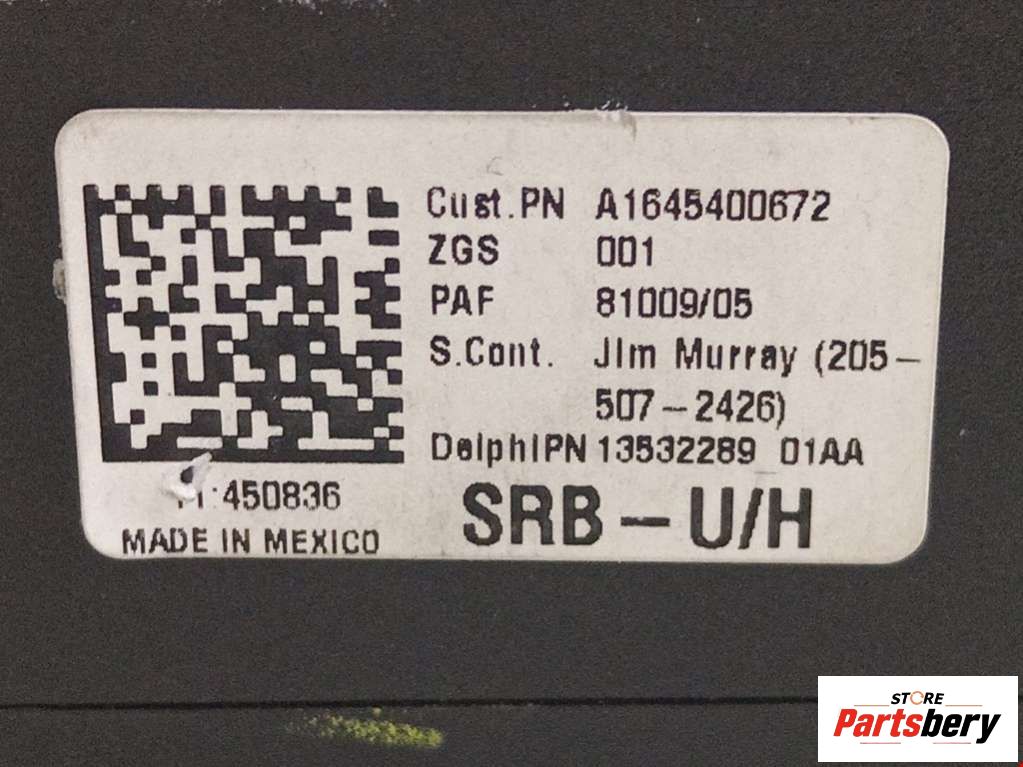 Cust.PN A1645400672
ZGS 001
PAF 81009/05
S.Cont. Jim Murray (205-
507-2426)
DelphiPN 13532289 01AA
450836
SRB-U/H
MADE IN MEXICO
STORE
Partsbery